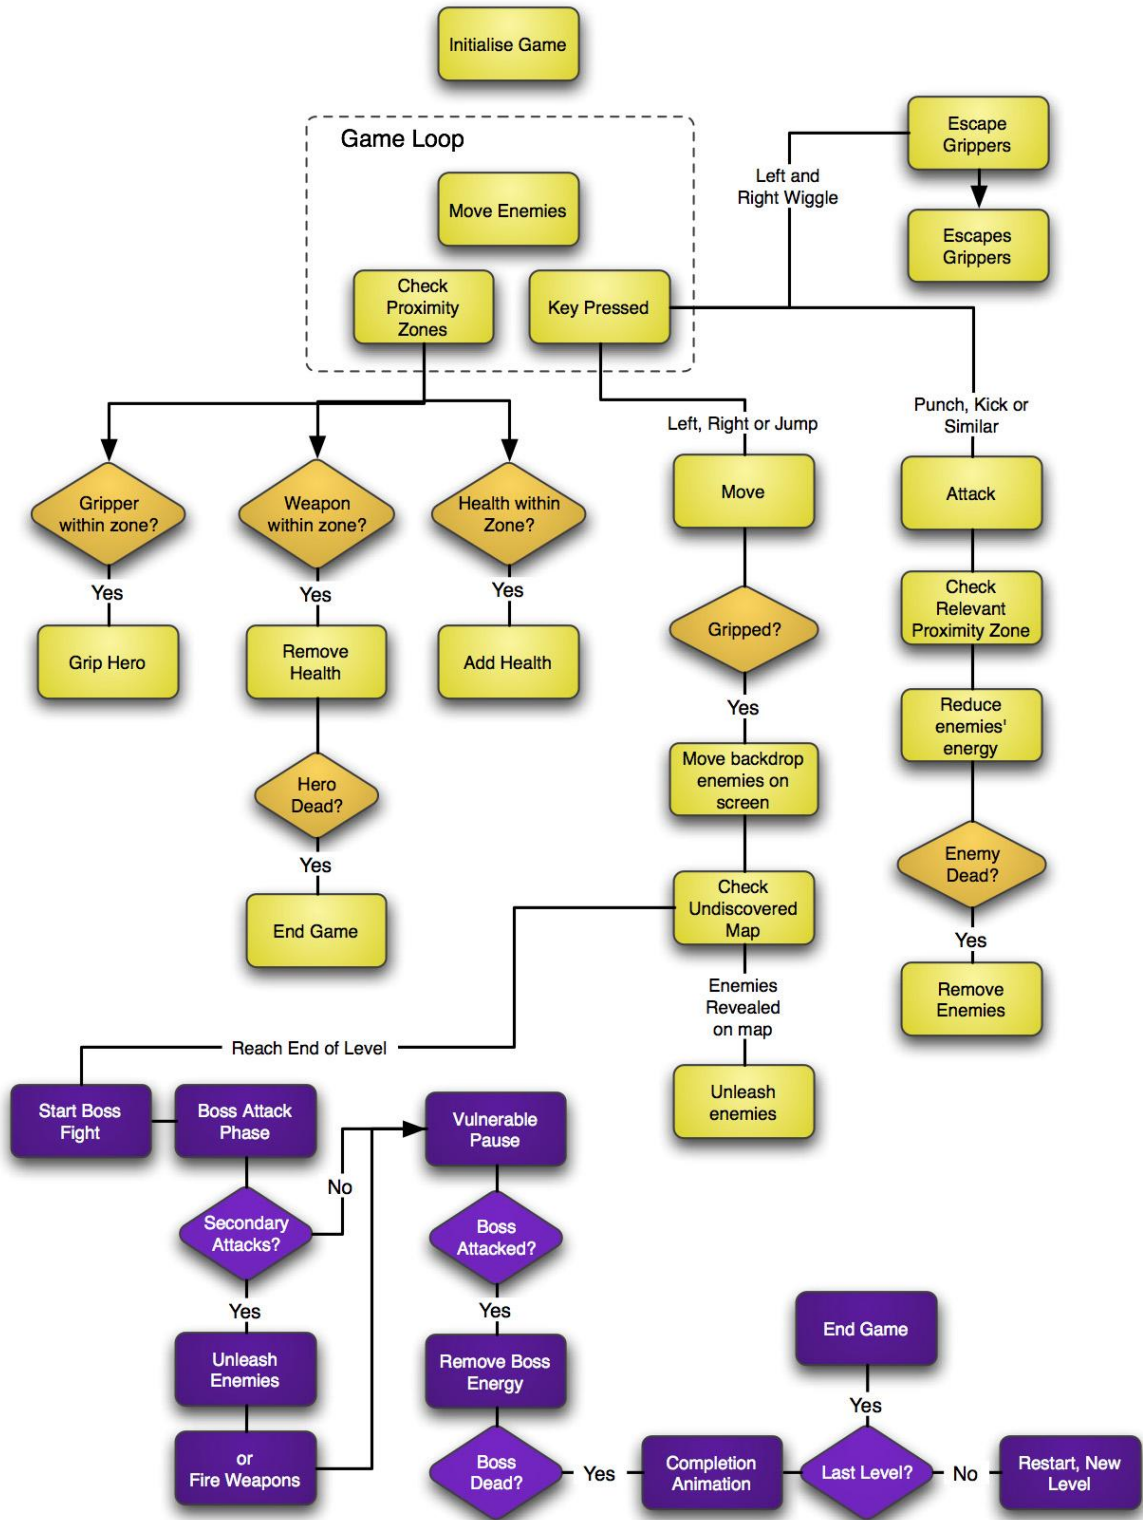 Initialise Game
Game Loop
Move Enemies
Check
Proximity
Zones
Key Pressed
Left and
Right Wiggle
Escape
Grippers
Escapes
Grippers
Left, Right or Jump
Punch, Kick or
Similar
Gripper
within zone?
Weapon
within zone?
Health within
Zone?
Move
Attack
Yes
Yes
Yes
Grip Hero
Remove
Health
Add Health
Gripped?
Check
Relevant
Proximity Zone
Yes
Reduce
enemies'
energy
Hero
Dead?
Move backdrop
enemies on
screen
Yes
Enemy
Dead?
End Game
Check
Undiscovered
Map
Yes
Enemies
Revealed
on map
Remove
Enemies
Reach End of Level
Unleash
enemies
Start Boss
Fight
Boss Attack
Phase
Vulnerable
Pause
No
Secondary
Attacks?
Boss
Attacked?
Yes
Yes
Unleash
Enemies
Remove Boss
Energy
End Game
Yes
or
Fire Weapons
Boss
Dead?
Yes
Completion
Animation
Last Level?
No
Restart, New
Level